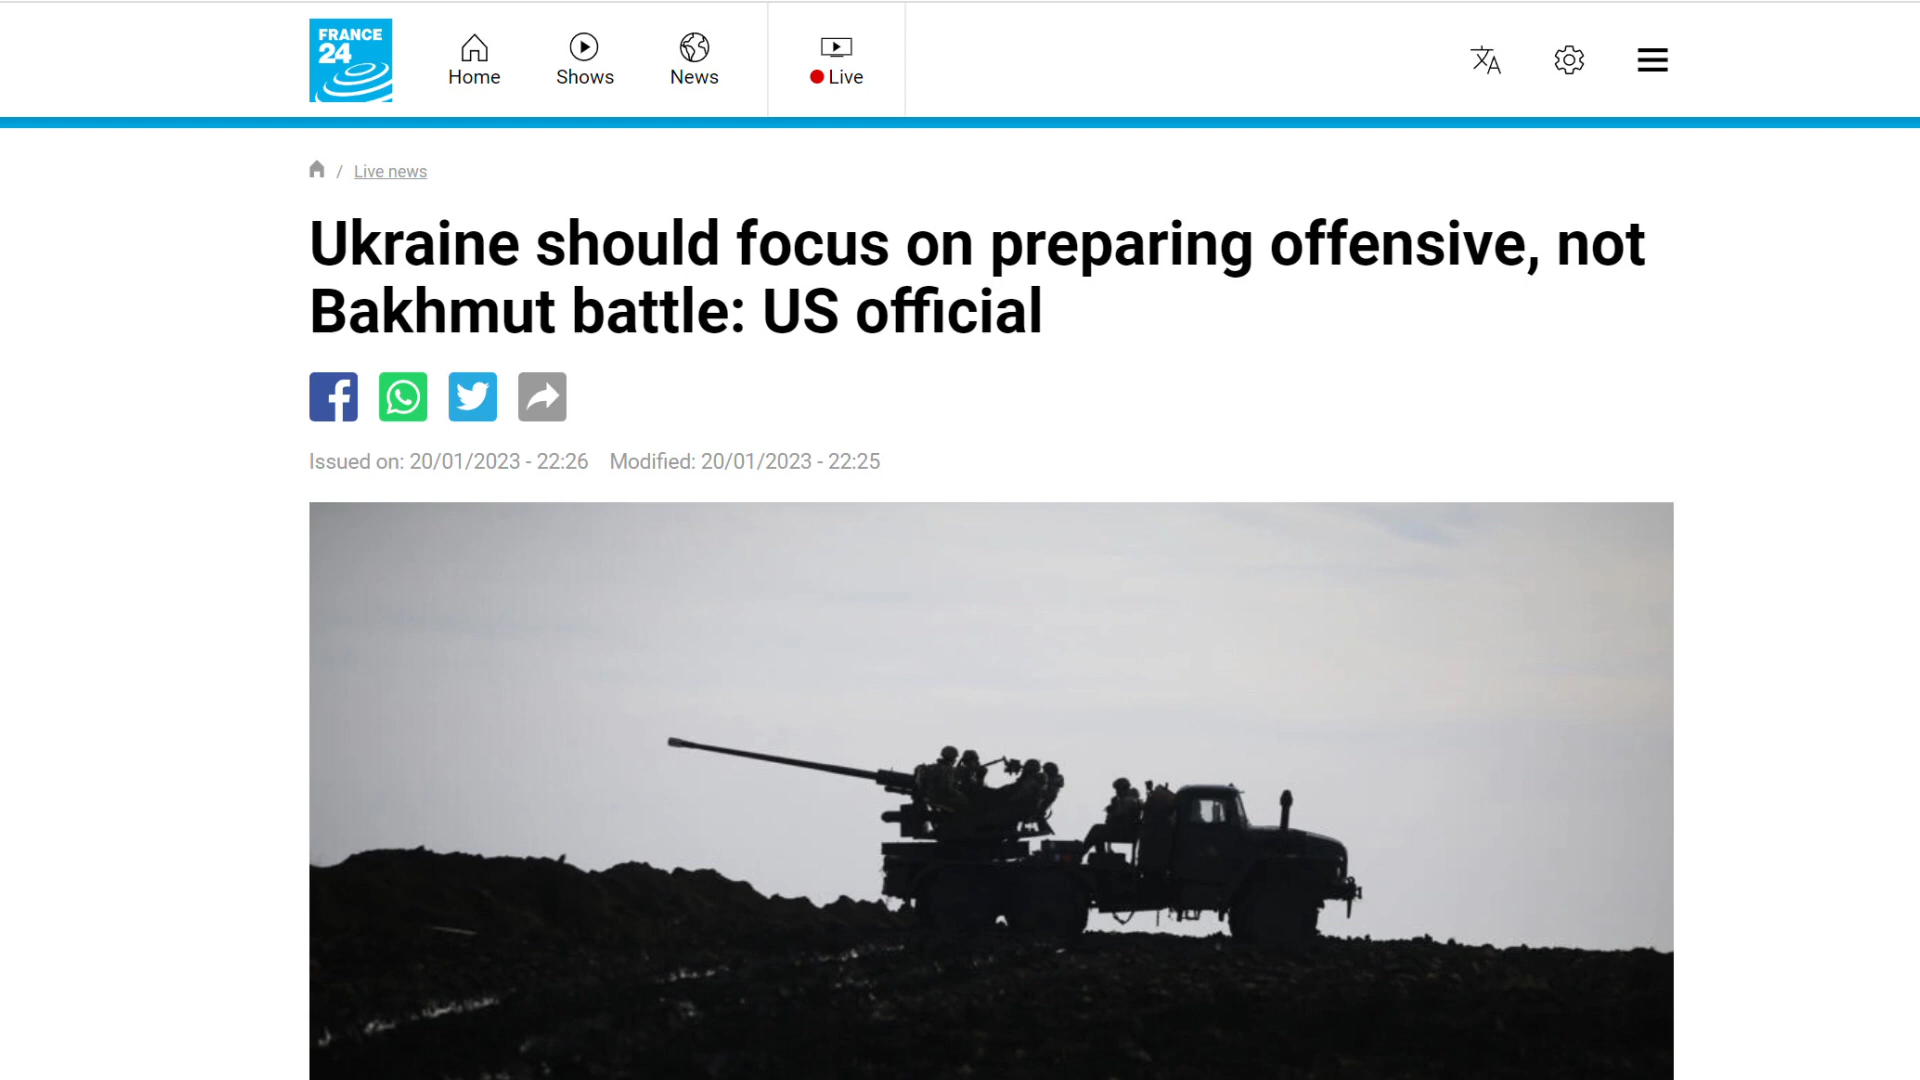 FRANCE
24
Home
Shows
News
Live
/ Live news
Ukraine should focus on preparing offensive, not
Bakhmut battle: US official
Issued on: 20/01/2023 - 22:26 Modified: 20/01/2023 - 22:25